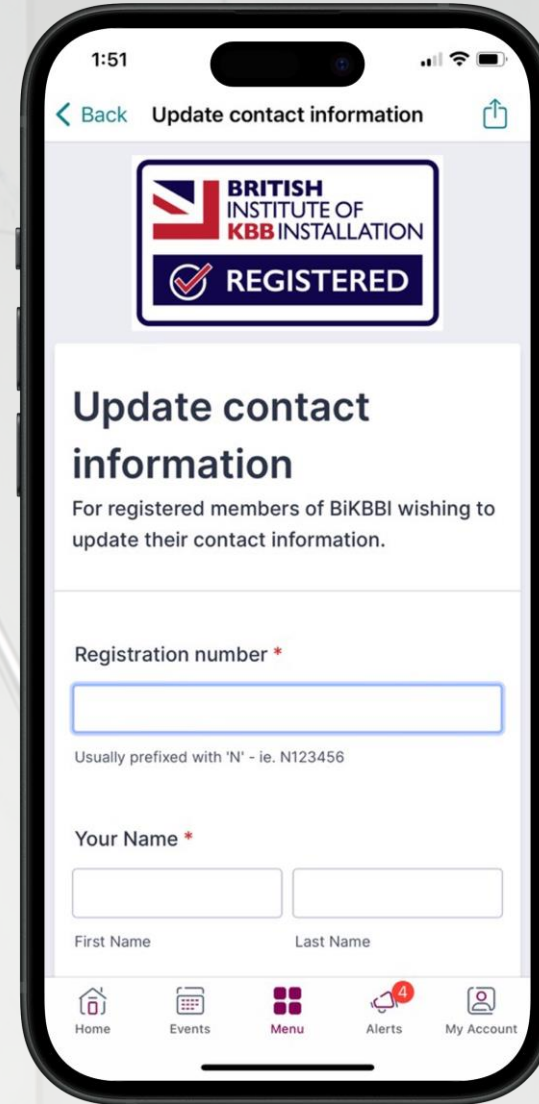 1:51
Back Update contact information
BRITISH
INSTITUTE OF
KBB INSTALLATION
REGISTERED
Update contact
information
For registered members of BiKBBI wishing to
update their contact information.
Registration number *
Usually prefixed with 'N' - ie. N123456
Your Name *
First Name Last Name
4
Home Events Menu Alerts My Account